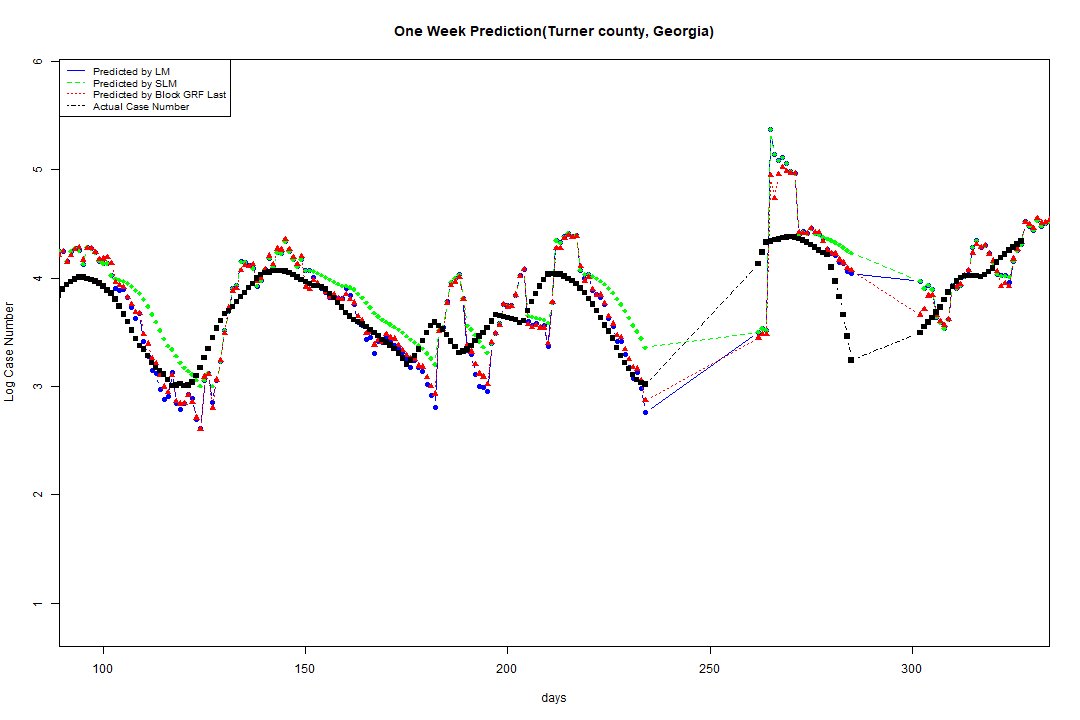 One Week Prediction(Turner county, Georgia)
Predicted by LM
Predicted by SLM
Predicted by Block GRF Last
Actual Case Number
6
5
4
3
2
1
Log Case Number
100
150
200
250
300
days